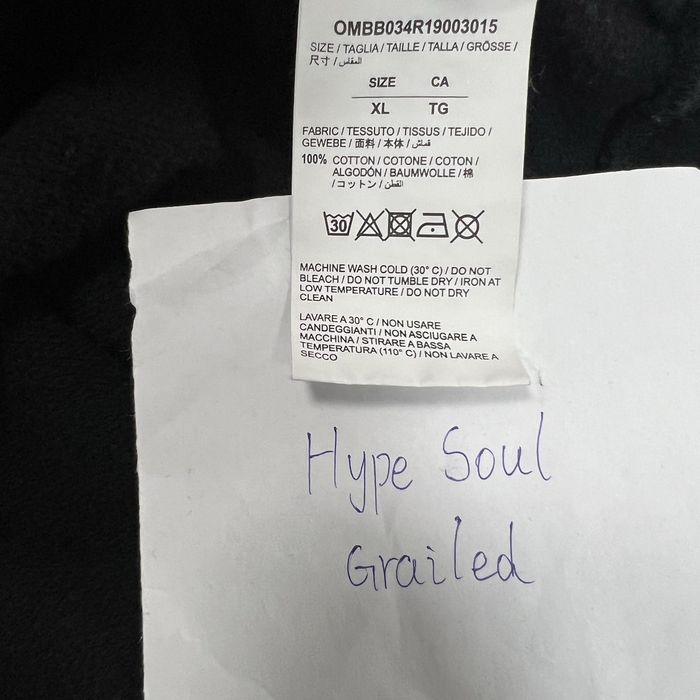 OMBB034R19003015
SIZE / TAGLIA / TAILLE / TALLA / GRÖSSE /
尺寸 / المقاس
SIZE CA
XL TG
FABRIC / TESSUTO / TISSUS / TEJIDO /
GEWEBE / 面料 / 本体 / قماش
100% COTTON / COTONE / COTON /
ALGODÓN / BAUMWOLLE / 棉
/ コットン / القطن
30
MACHINE WASH COLD (30° C) / DO NOT
BLEACH / DO NOT TUMBLE DRY / IRON AT
LOW TEMPERATURE / DO NOT DRY
CLEAN
LAVARE A 30° C / NON USARE
CANDEGGIANTI / NON ASCIUGARE A
MACCHINA / STIRARE A BASSA
TEMPERATURA (110° C) / NON LAVARE A
SECCO
Hype Soul
Grailed